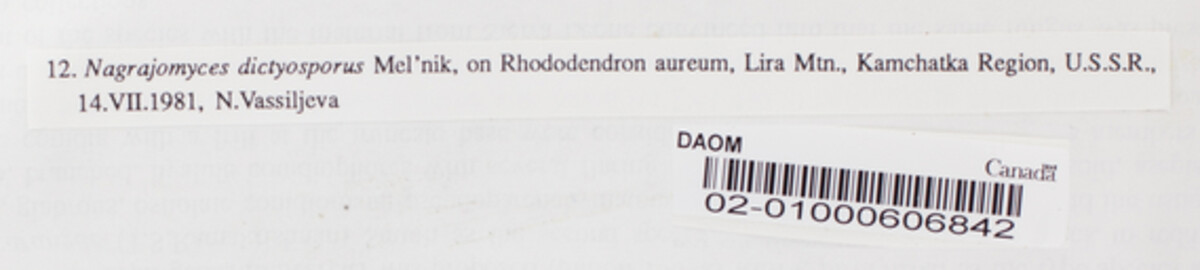 12. Nagrajomyces dictyosporus Mel'nik, on Rhododendron aureum, Lira Mtn., Kamchatka Region, U.S.S.R.,
14.VII.1981, N.Vassiljeva
DAOM
Canada
02-01000606842